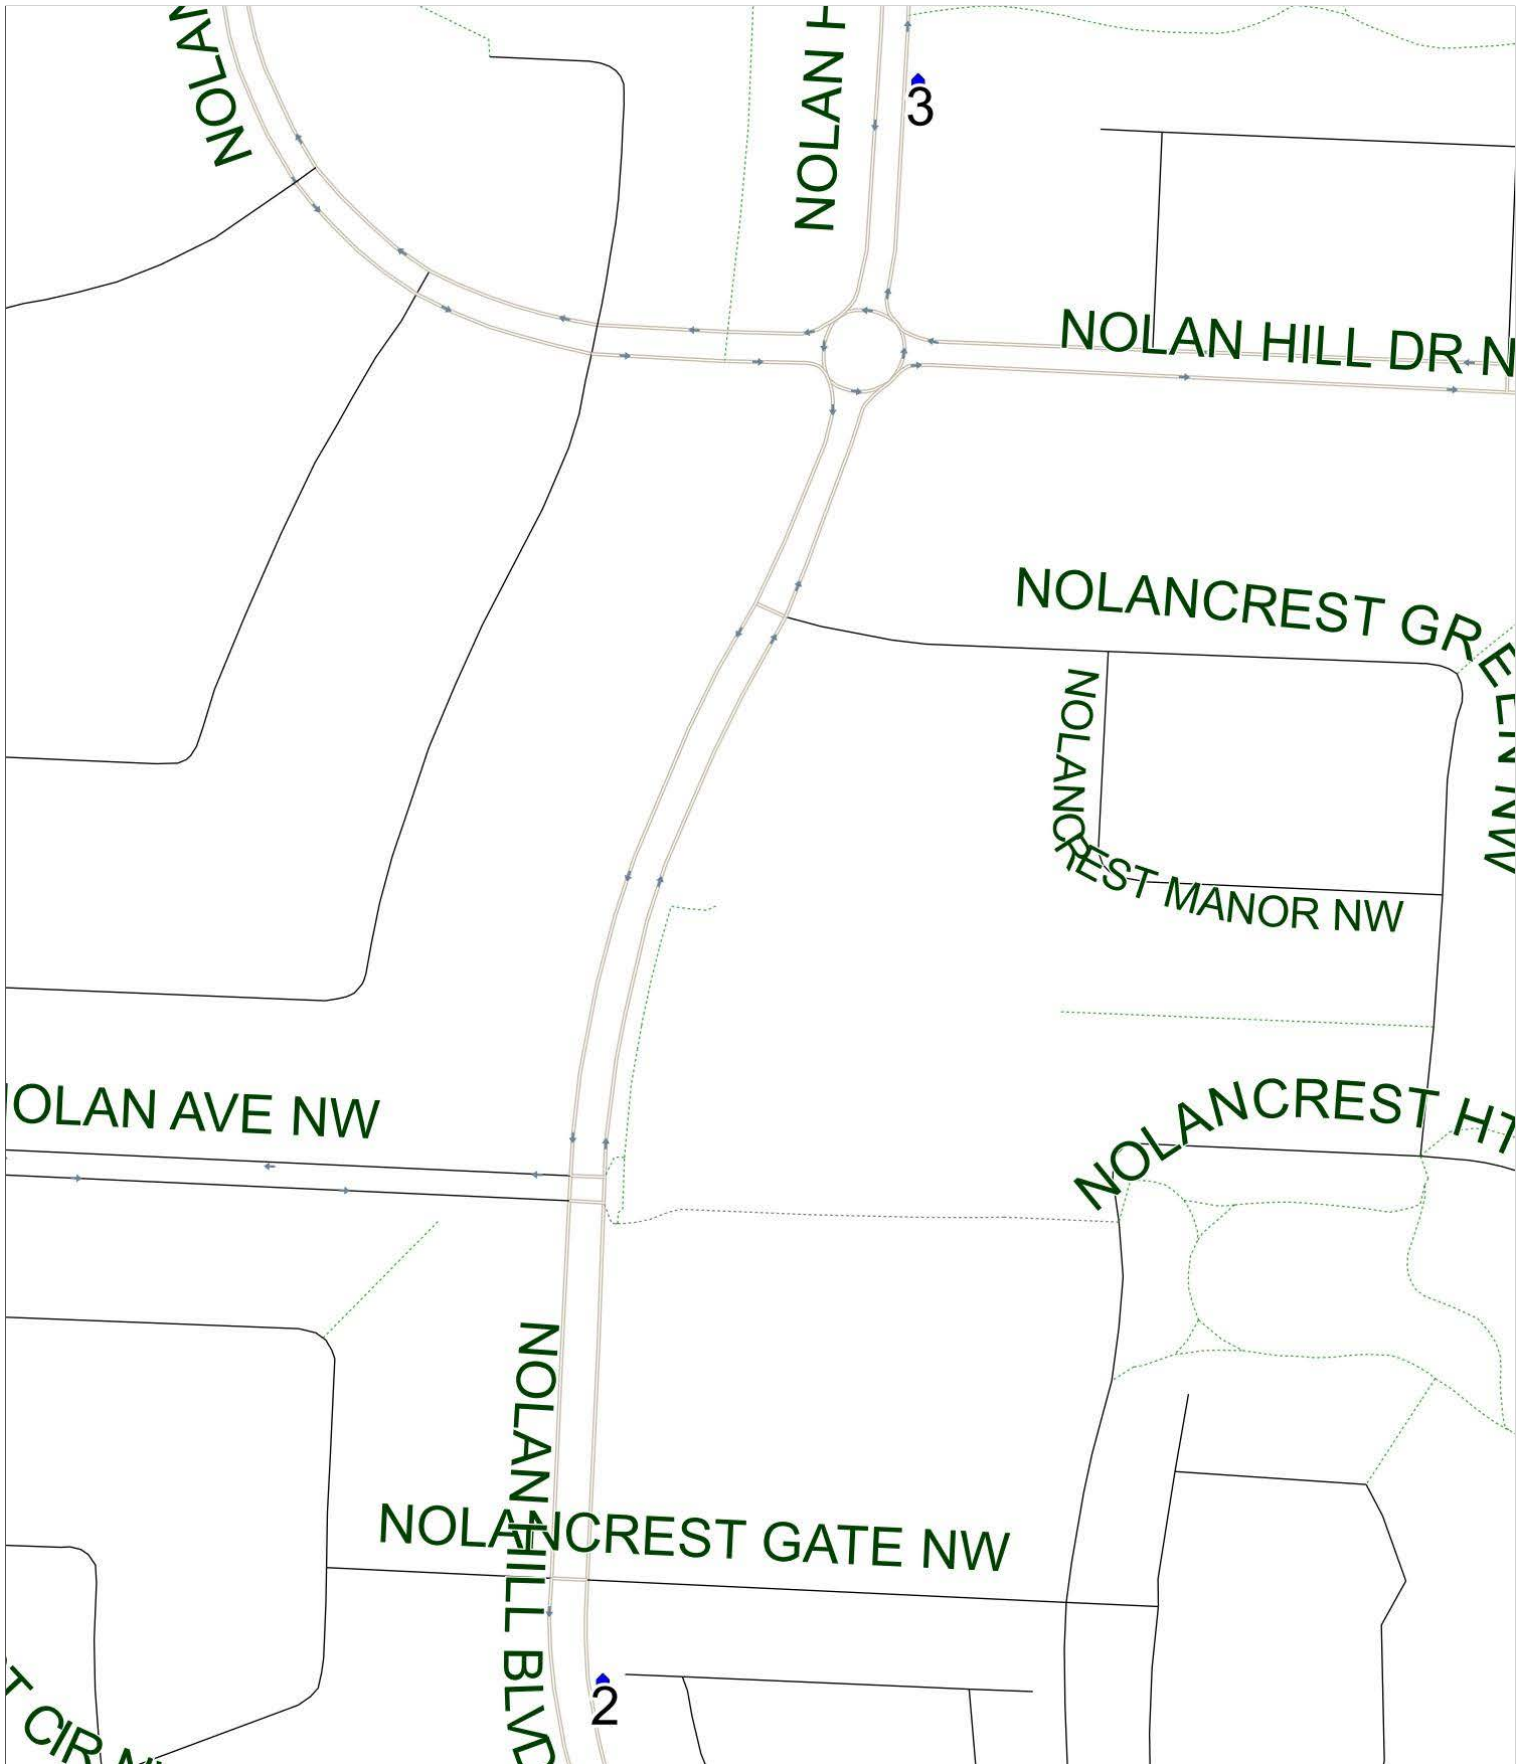 NOLAN
NOLAN H
3
NOLAN HILL DR N
NOLANCREST GREEN NW
NOLANCREST MANOR NW
OLAN AVE NW
NOLANCREST HT
NOLAN HILL BLVD
NOLANCREST GATE NW
2
T CIR N